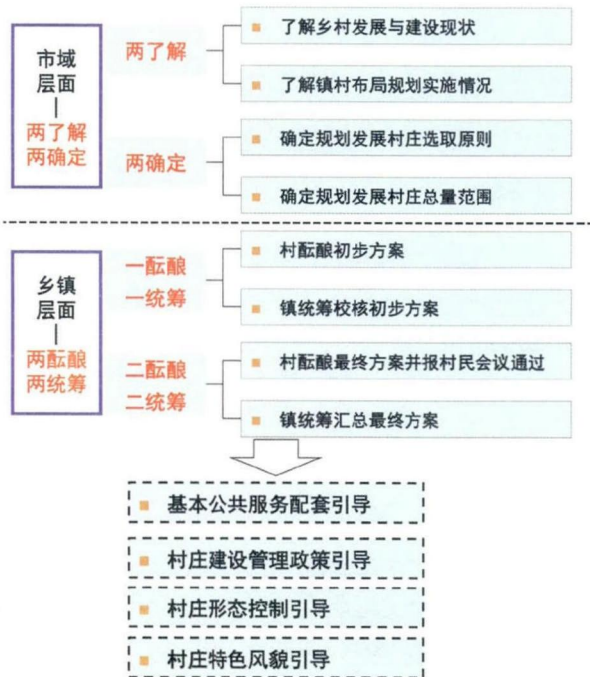 市域
层面
两了解
两确定
两了解
了解乡村发展与建设现状
了解镇村布局规划实施情况
两确定
确定规划发展村庄选取原则
确定规划发展村庄总量范围
乡镇
层面
两酝酿
两统筹
一酝酿
一统筹
村酝酿初步方案
镇统筹校核初步方案
二酝酿
二统筹
村酝酿最终方案并报村民会议通过
镇统筹汇总最终方案
基本公共服务配套引导
村庄建设管理政策引导
村庄形态控制引导
村庄特色风貌引导